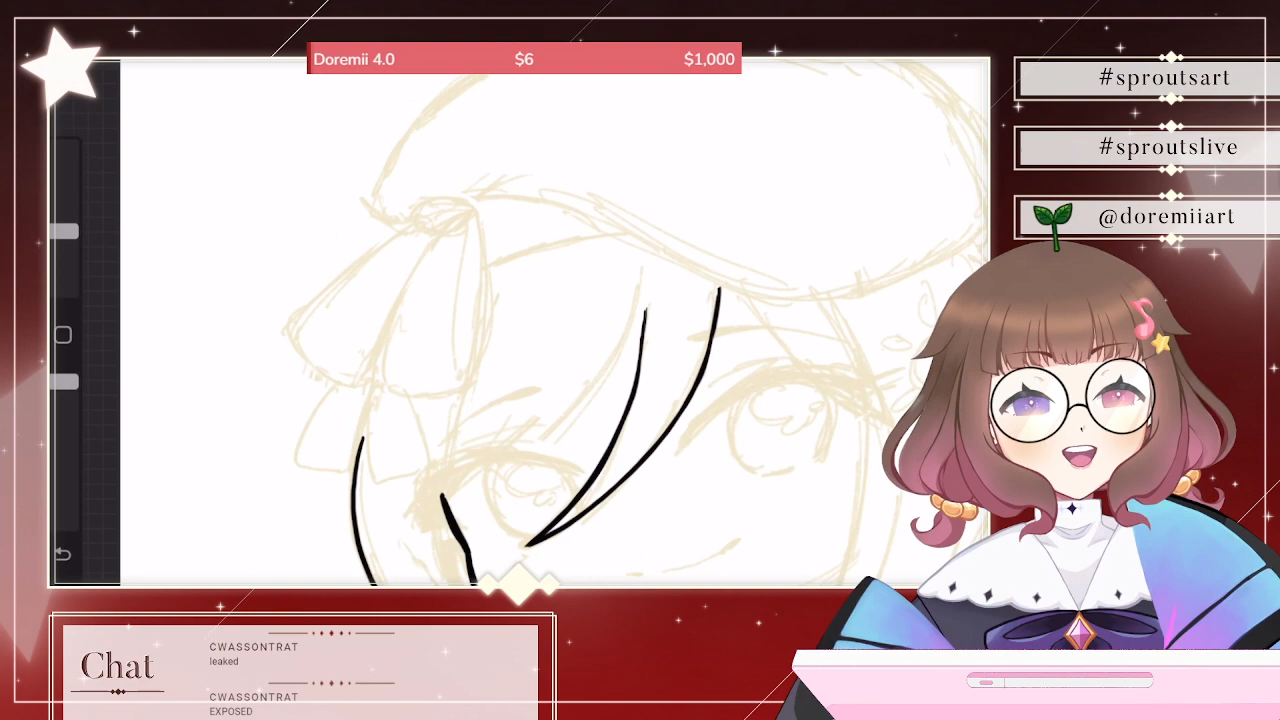 Doremii 4.0 $6 $1,000
#sproutsart
#sproutslive
@doremiiart
Chat
CWASSONTRAT
leaked
CWASSONTRAT
EXPOSED